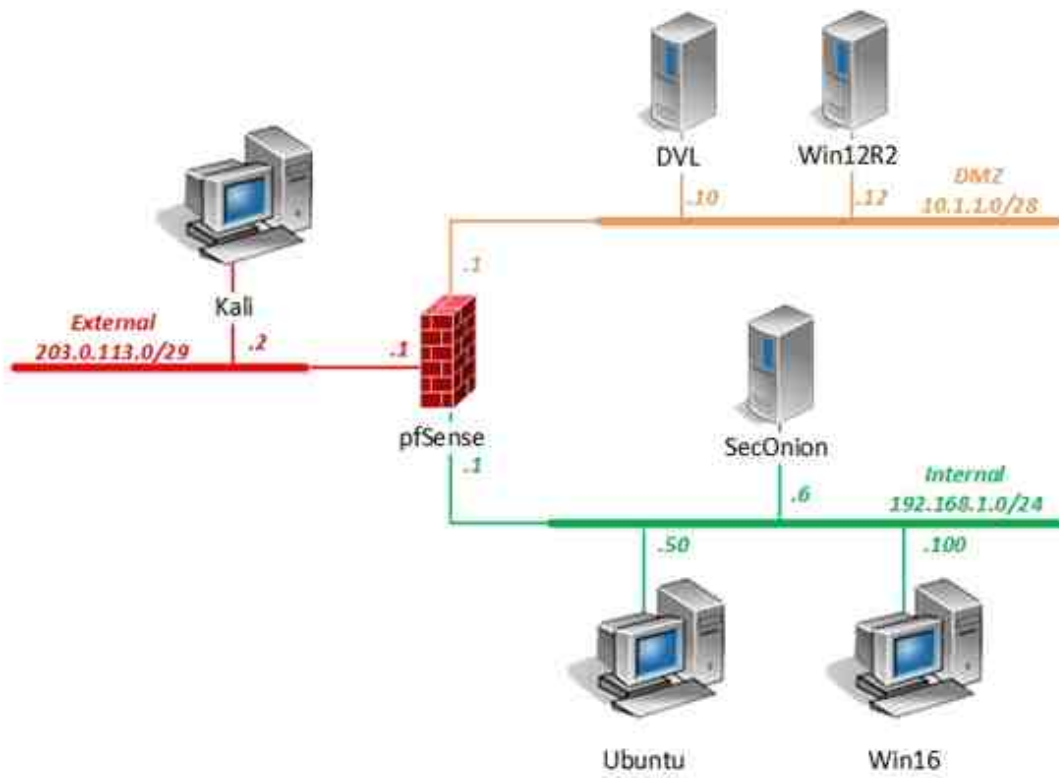 DVL
Win12R2
DMZ
.10
.12
10.1.1.0/28
.1
Kali
External
203.0.113.0/29
.2
.1
pfSense
.1
SecOnion
Internal
.6
192.168.1.0/24
.50
.100
Ubuntu
Win16